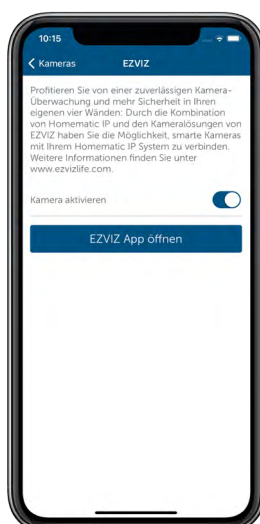 10:15
Kameras
EZVIZ
Profitieren Sie von einer zuverlässigen Kamera-
Überwachung und mehr Sicherheit in Ihren
eigenen vier Wänden: Durch die Kombination
von Homematic IP und den Kameralösungen von
EZVIZ haben Sie die Möglichkeit, smarte Kameras
mit Ihrem Homematic IP System zu verbinden.
Weitere Informationen finden Sie unter
www.ezvizlife.com.
Kamera aktivieren
EZVIZ App öffnen